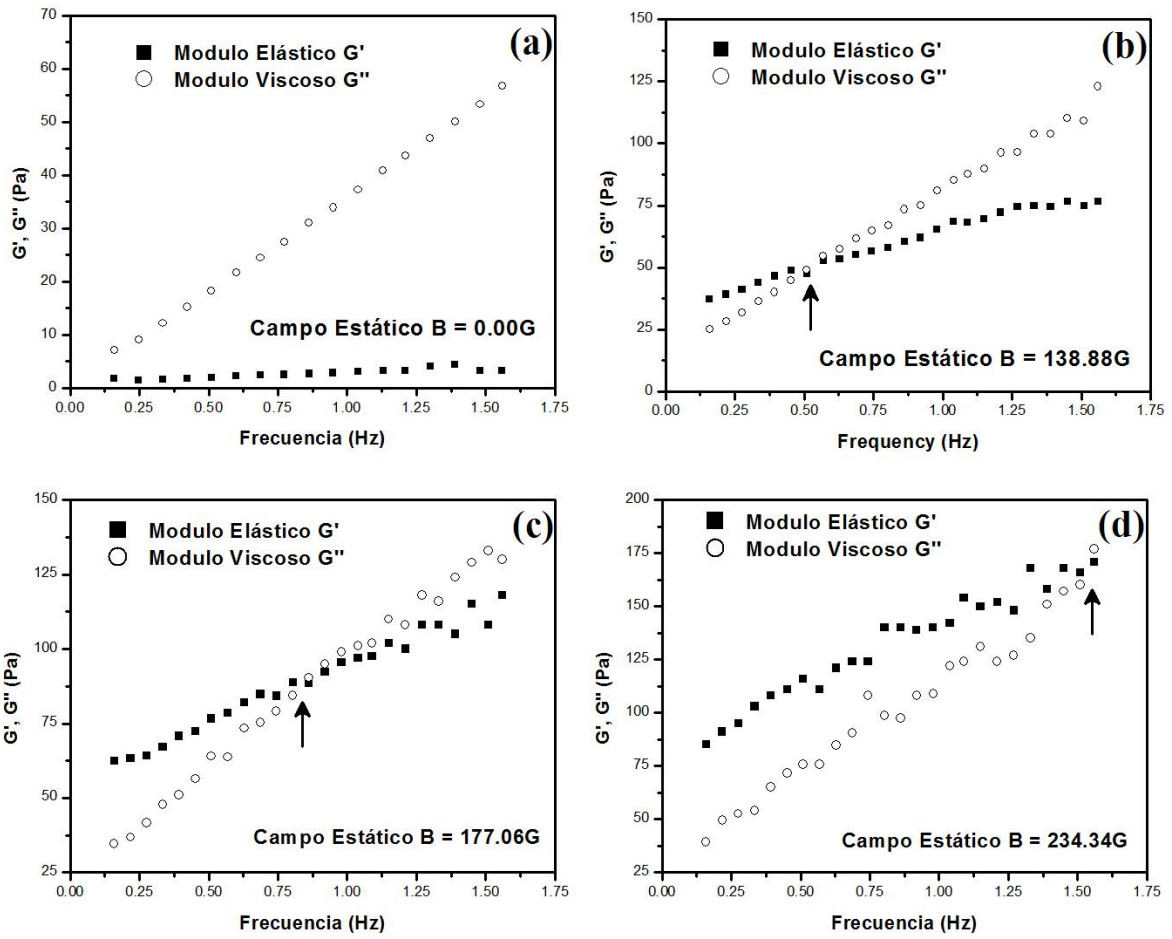 (a)
Modulo Elástico G'
Modulo Viscoso G''
Campo Estático B = 0.00G
G', G'' (Pa)
70
60
50
40
30
20
10
0
0.00 0.25 0.50 0.75 1.00 1.25 1.50 1.75
Frecuencia (Hz)
(b)
Modulo Elástico G'
Modulo Viscoso G''
Campo Estático B = 138.88G
G', G'' (Pa)
150
125
100
75
50
25
0
0.00 0.25 0.50 0.75 1.00 1.25 1.50 1.75
Frequency (Hz)
(c)
Modulo Elástico G'
Modulo Viscoso G''
Campo Estático B = 177.06G
G', G'' (Pa)
150
125
100
75
50
25
0.00 0.25 0.50 0.75 1.00 1.25 1.50 1.75
Frecuencia (Hz)
(d)
Modulo Elástico G'
Modulo Viscoso G''
Campo Estático B = 234.34G
G', G'' (Pa)
200
175
150
125
100
75
50
25
0.00 0.25 0.50 0.75 1.00 1.25 1.50 1.75
Frecuencia (Hz)